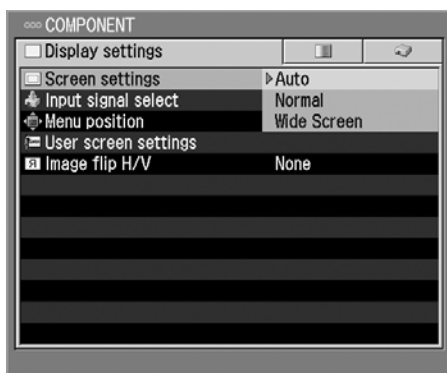 COMPONENT
Display settings
Screen settings Auto
Input signal select Normal
Menu position Wide Screen
User screen settings
Image flip H/V None